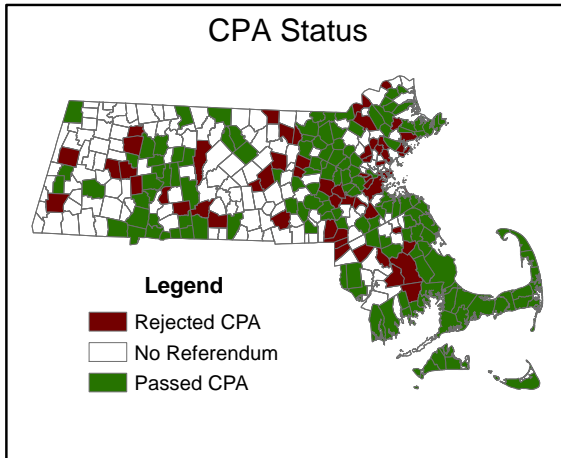 CPA Status
Legend
Rejected CPA
No Referendum
Passed CPA